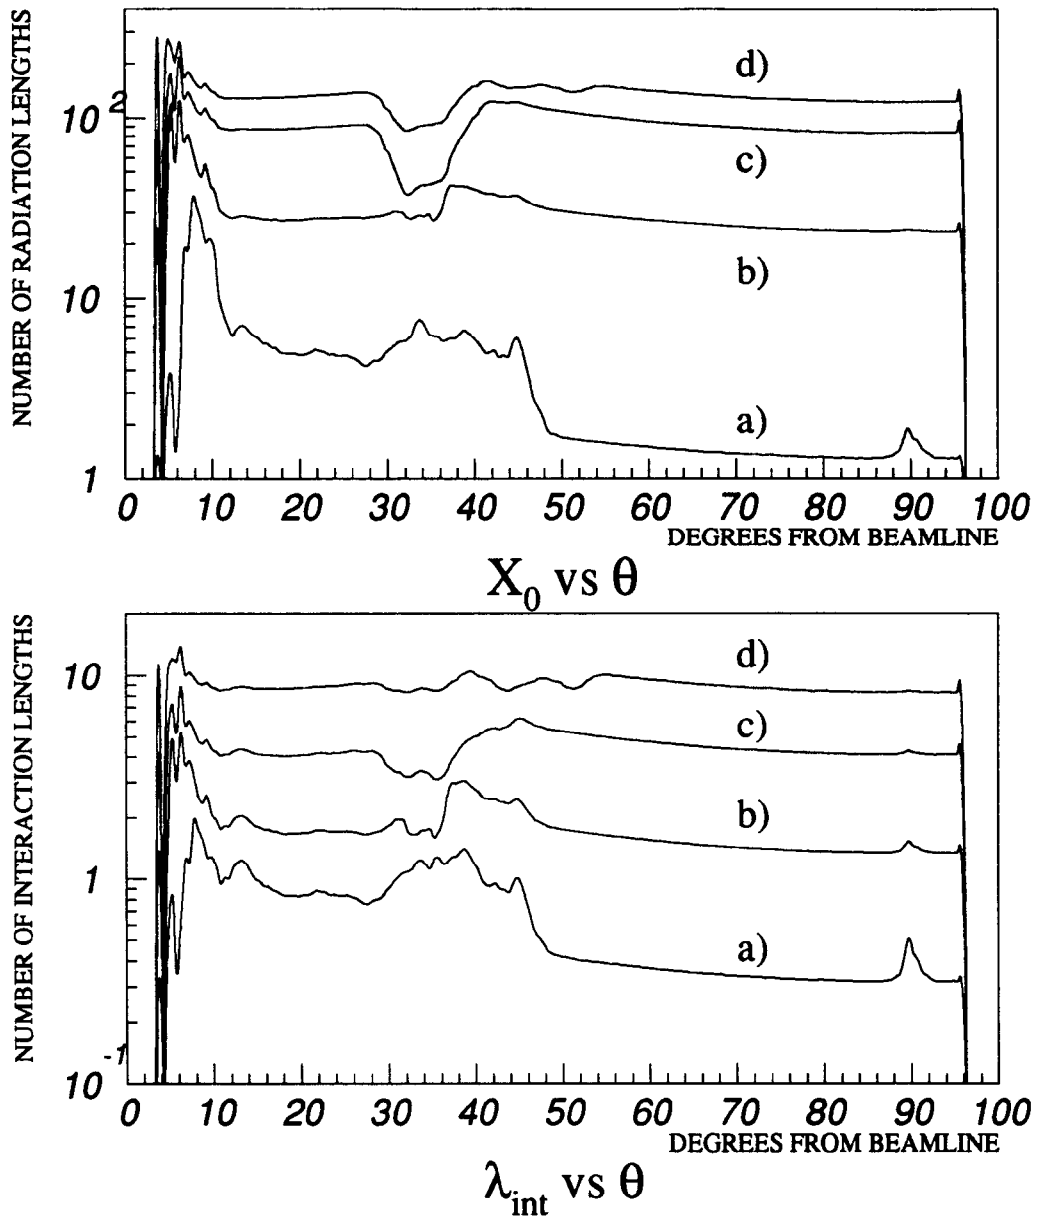 NUMBER OF RADIATION LENGTHS
10 2
10
1
d)
c)
b)
a)
0 10 20 30 40 50 60 70 80 90 100
DEGREES FROM BEAMLINE
X0 vs θ
NUMBER OF INTERACTION LENGTHS
10
1
10 -1
d)
c)
b)
a)
0 10 20 30 40 50 60 70 80 90 100
DEGREES FROM BEAMLINE
λint vs θ